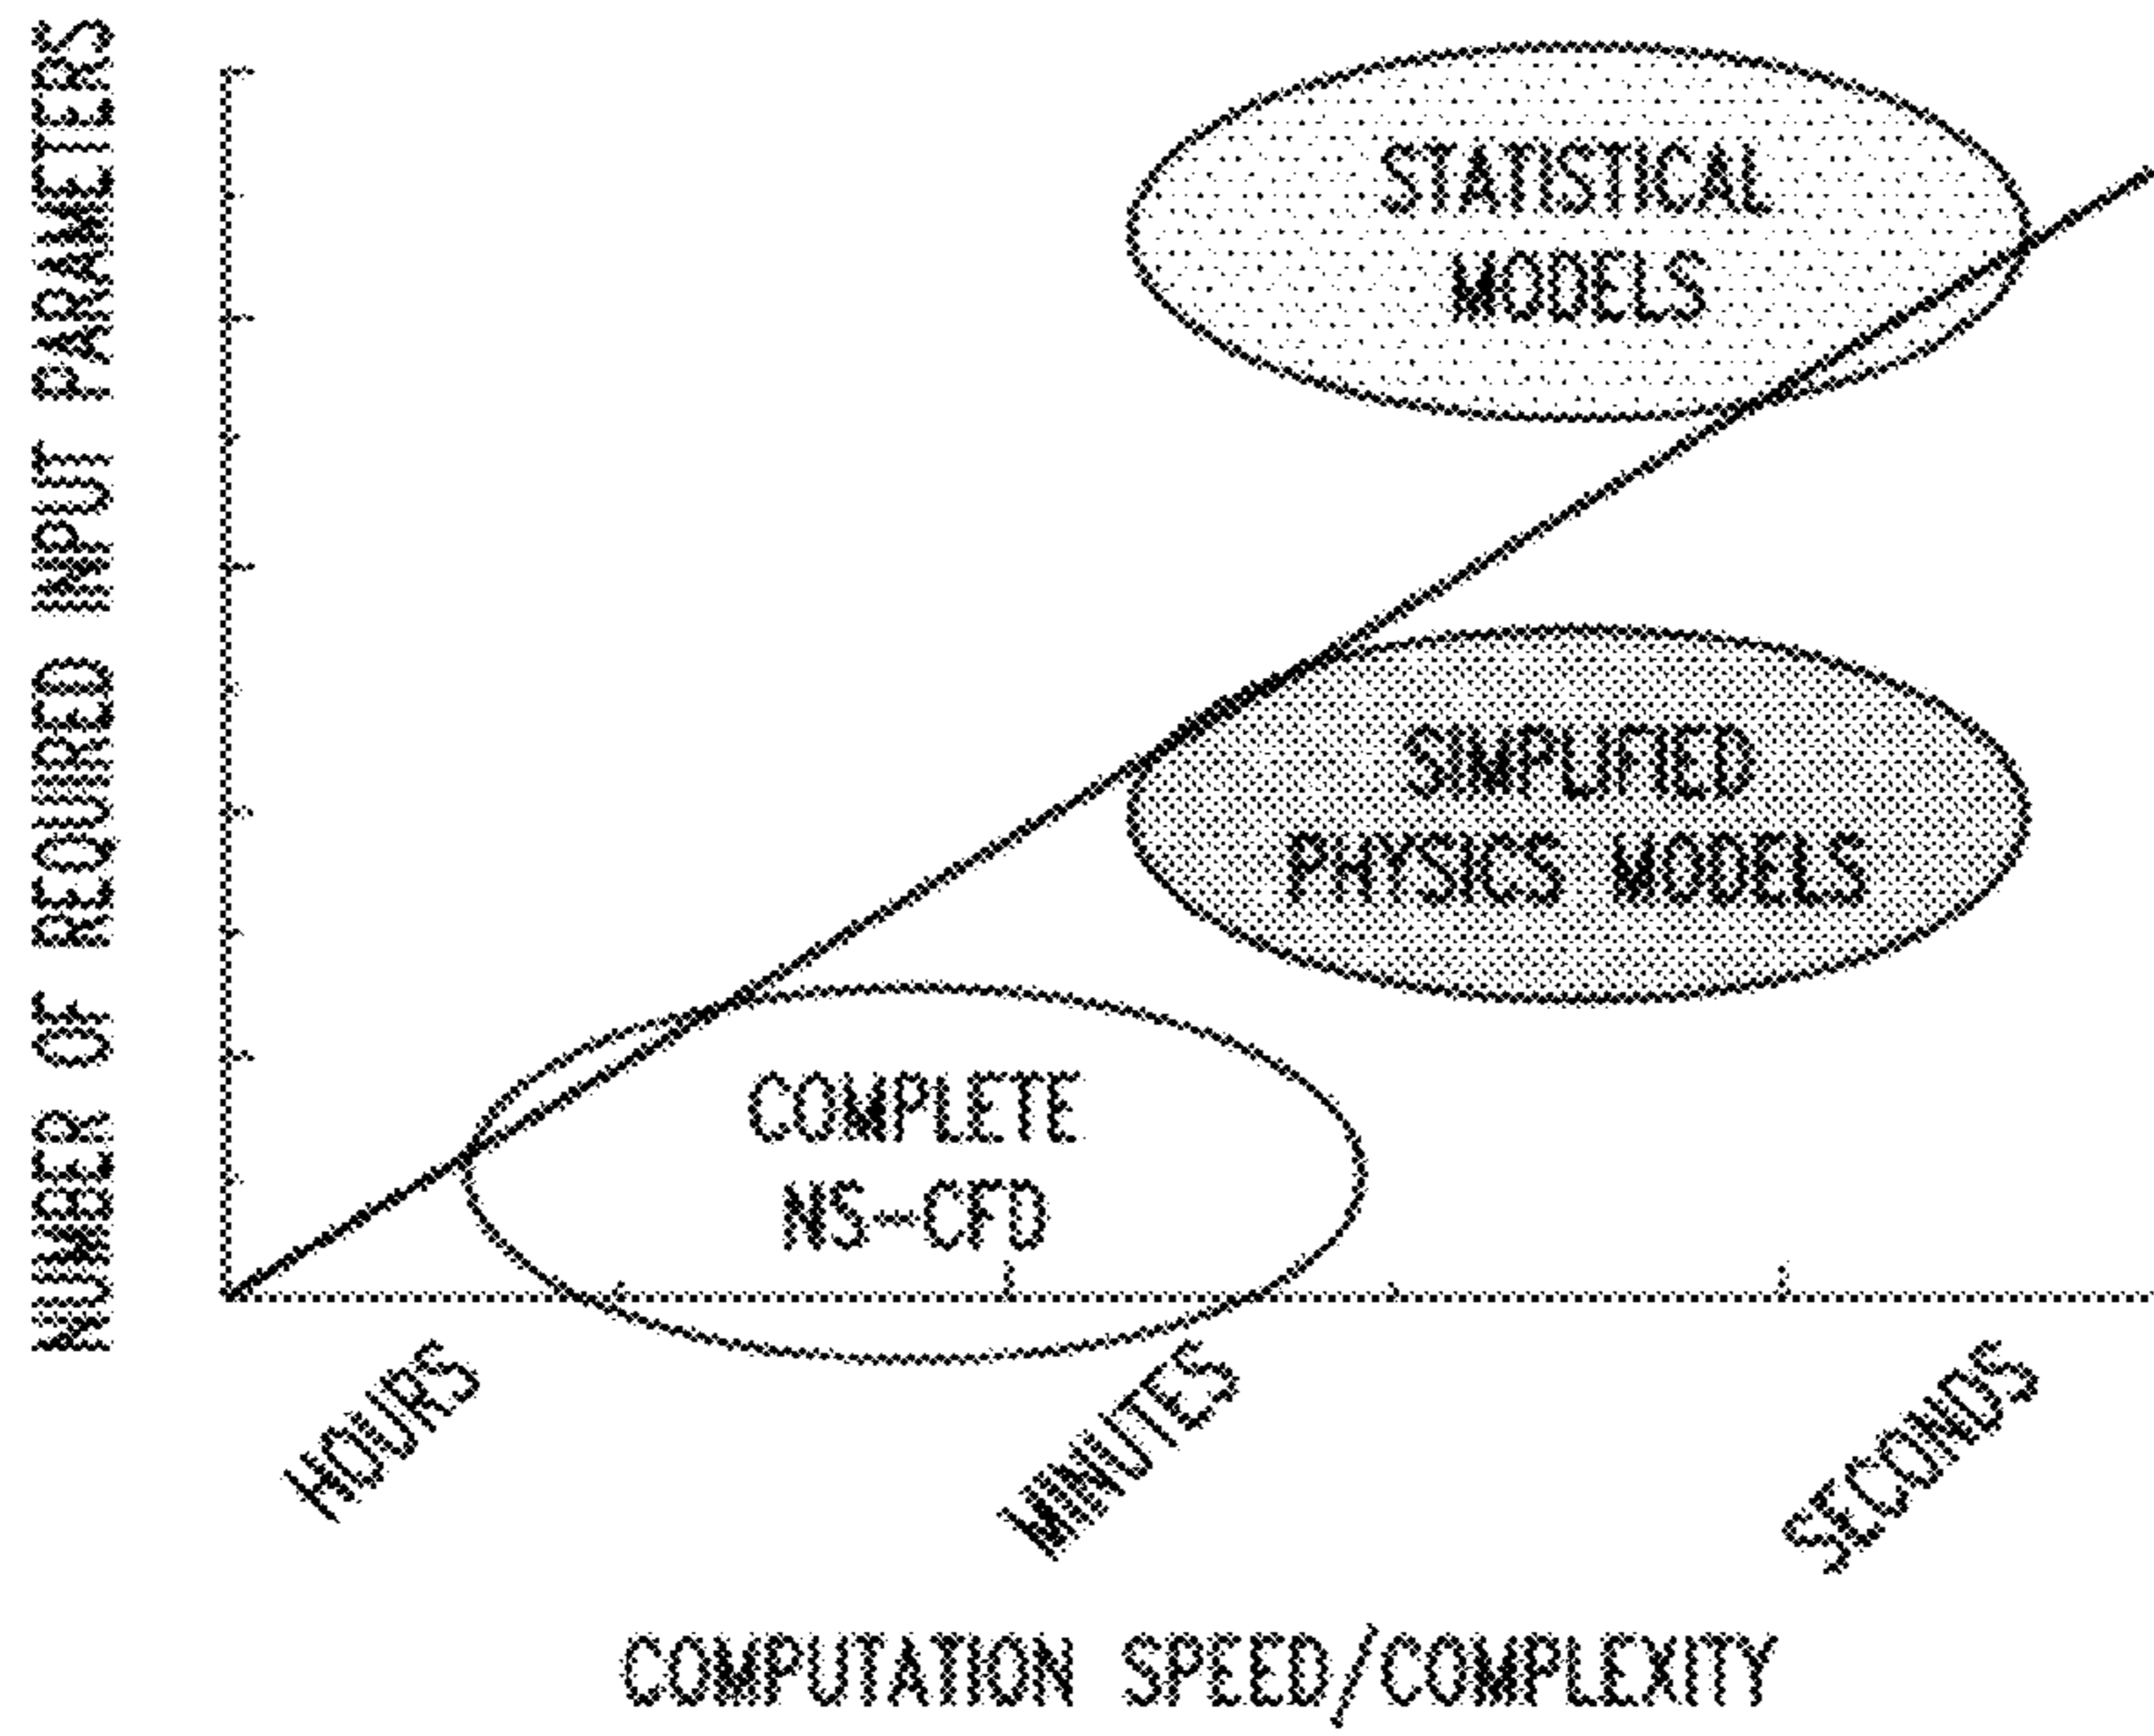 NUMBER OF REQUIRED INPUT PARAMETERS
STATISTICAL
MODELS
SIMPLIFIED
PHYSICS MODELS
COMPLETE
NS-CFD
HOURS
MINUTES
SECONDS
COMPUTATION SPEED/COMPLEXITY